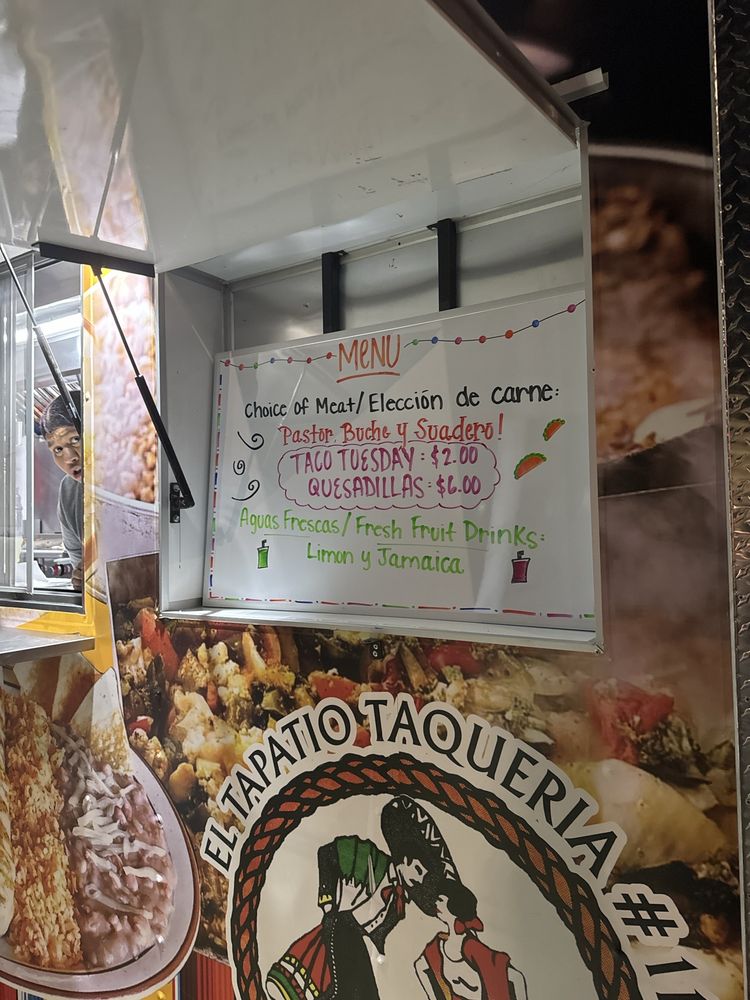 MENU
Choice of Meat/Elección de carne:
Pastor, Buche y Suadero!
TACO TUESDAY: $2.00
QUESADILLAS: $6.00
Aguas Frescas/Fresh Fruit Drinks:
Limon y Jamaica
EL TAPATIO TAQUERIA #1